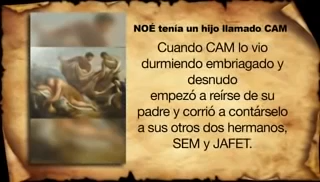 NOÉ tenía un hijo llamado CAM
Cuando CAM lo vio
durmiendo embriagado y
desnudo
empezó a reírse de su
padre y corrió a contárselo
a sus otros dos hermanos,
SEM y JAFET.